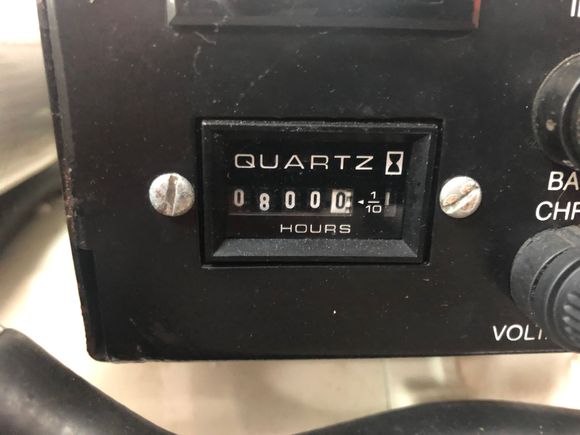 QUARTZ
08000 1/10
HOURS
BA
CHR
VOLT